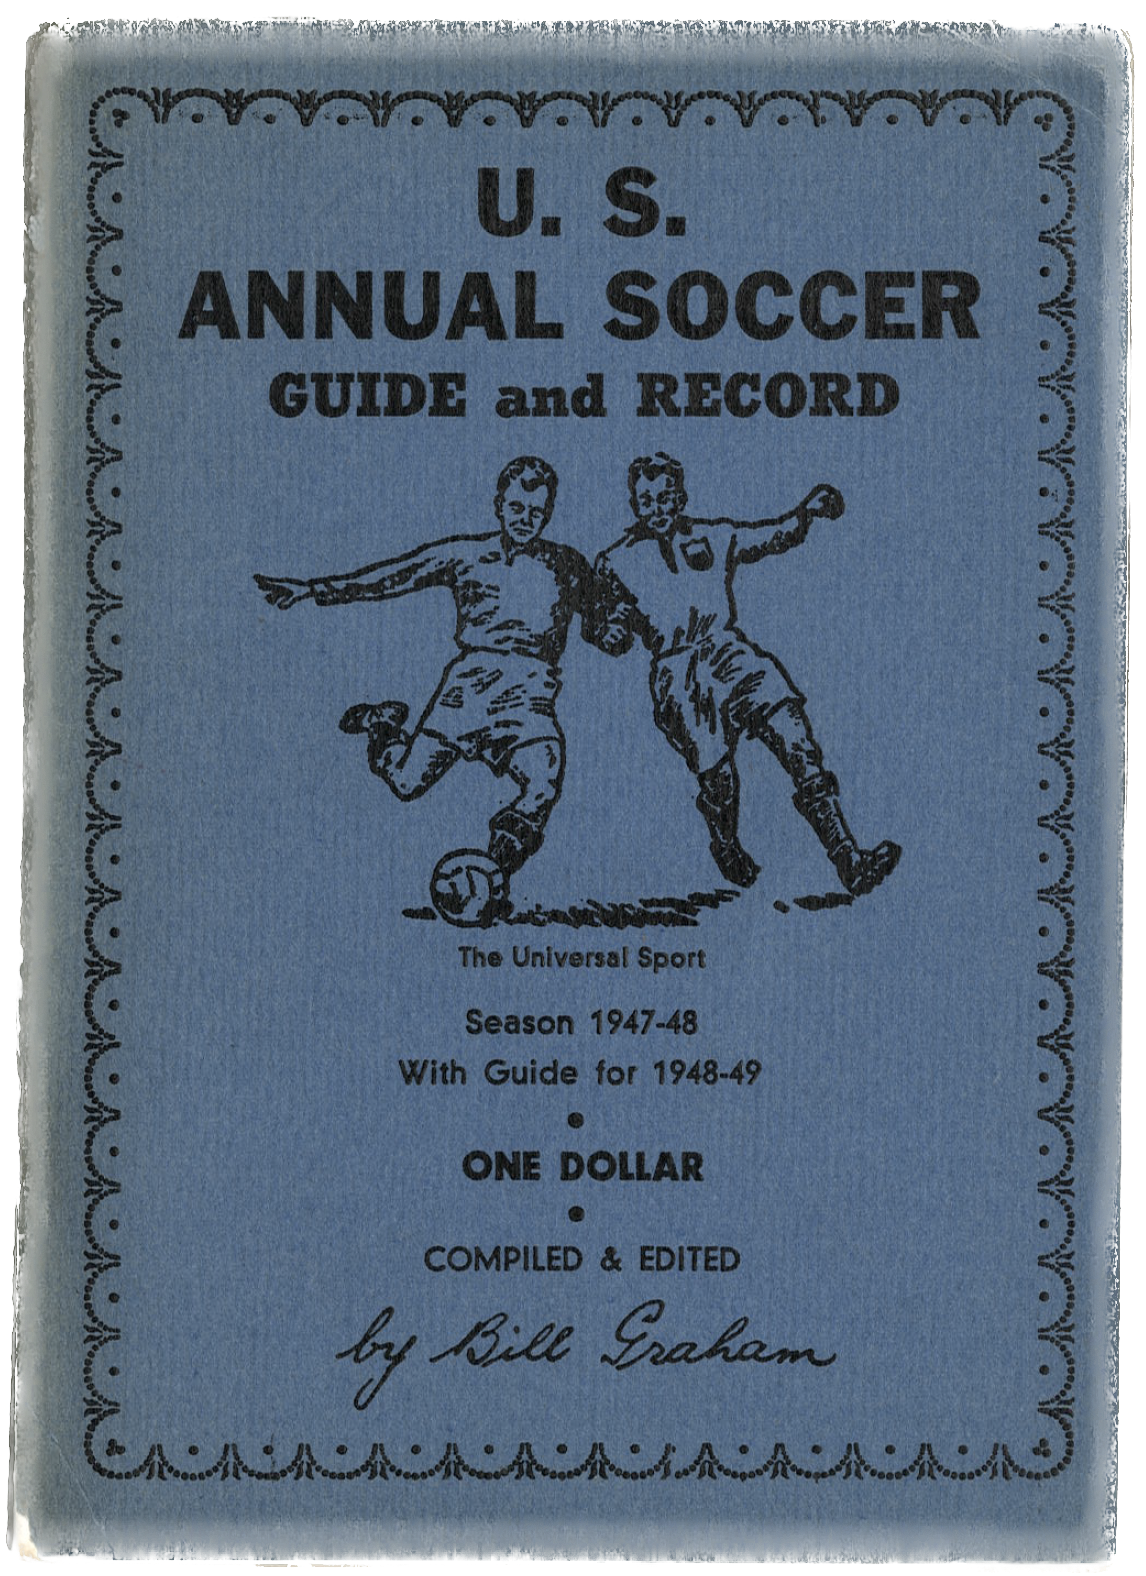 U. S.
ANNUAL SOCCER
GUIDE and RECORD
The Universal Sport
Season 1947-48
With Guide for 1948-49
•
ONE DOLLAR
•
COMPILED & EDITED
by Bill Graham